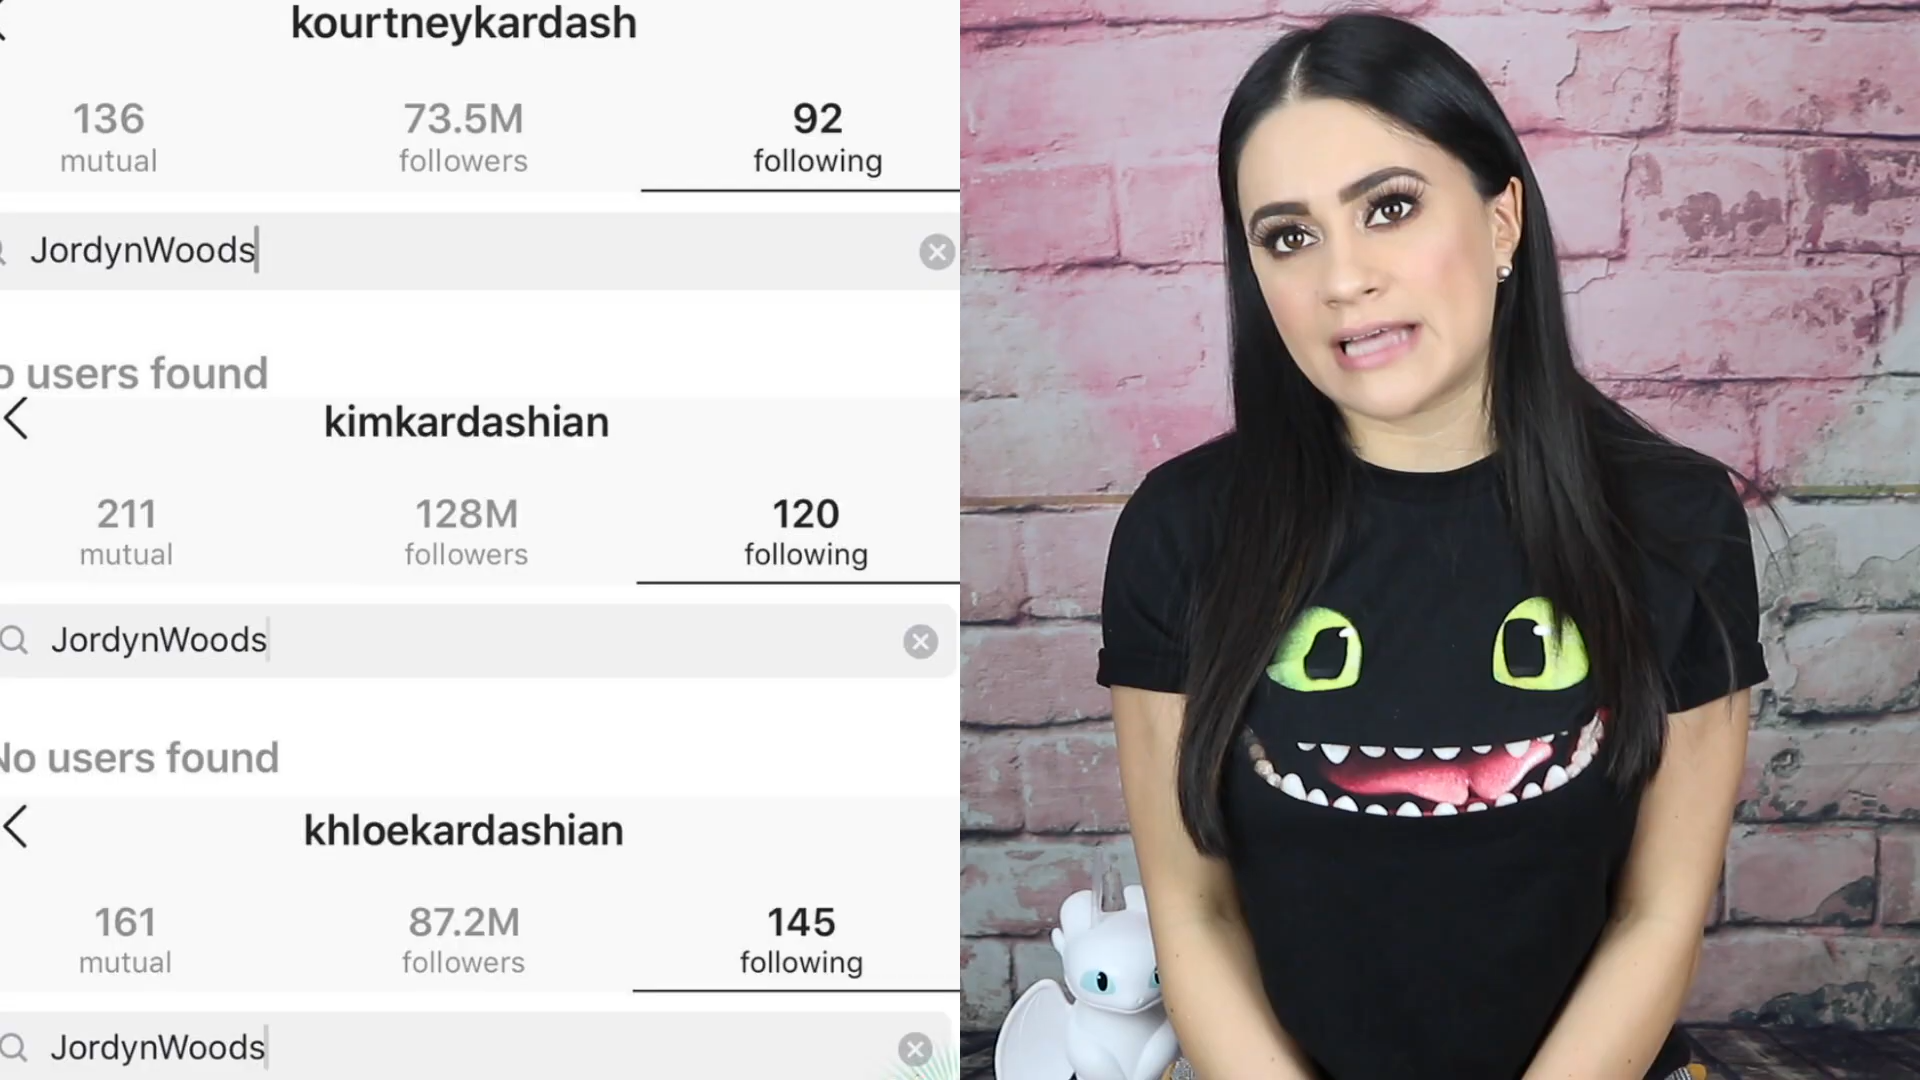 kourtneykardash
136 73.5M 92
mutual followers following
JordynWoods
o users found
kimkardashian
211 128M 120
mutual followers following
JordynWoods
No users found
khloekardashian
161 87.2M 145
mutual followers following
JordynWoods